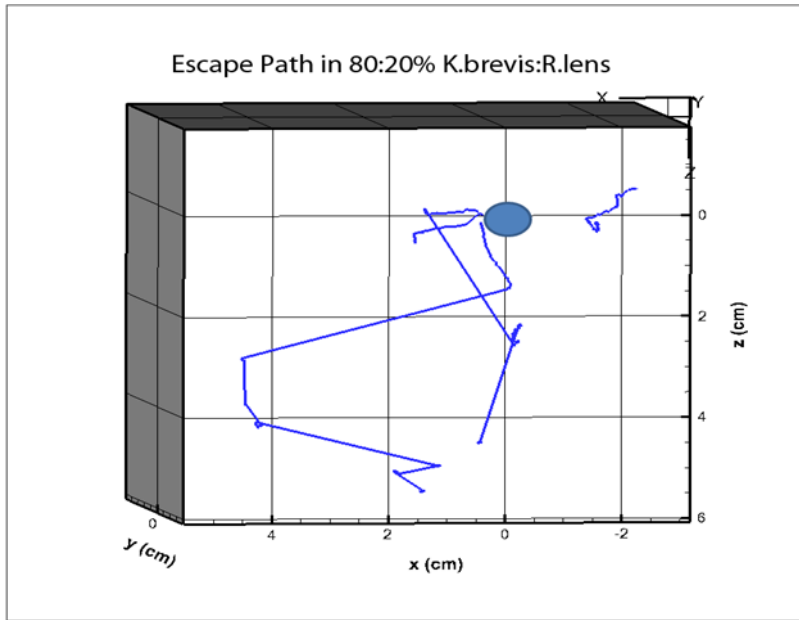 Escape Path in 80:20% K.brevis:R.lens
X
Y
Z
0
2
4
6
z (cm)
0
y (cm)
4
2
0
-2
x (cm)